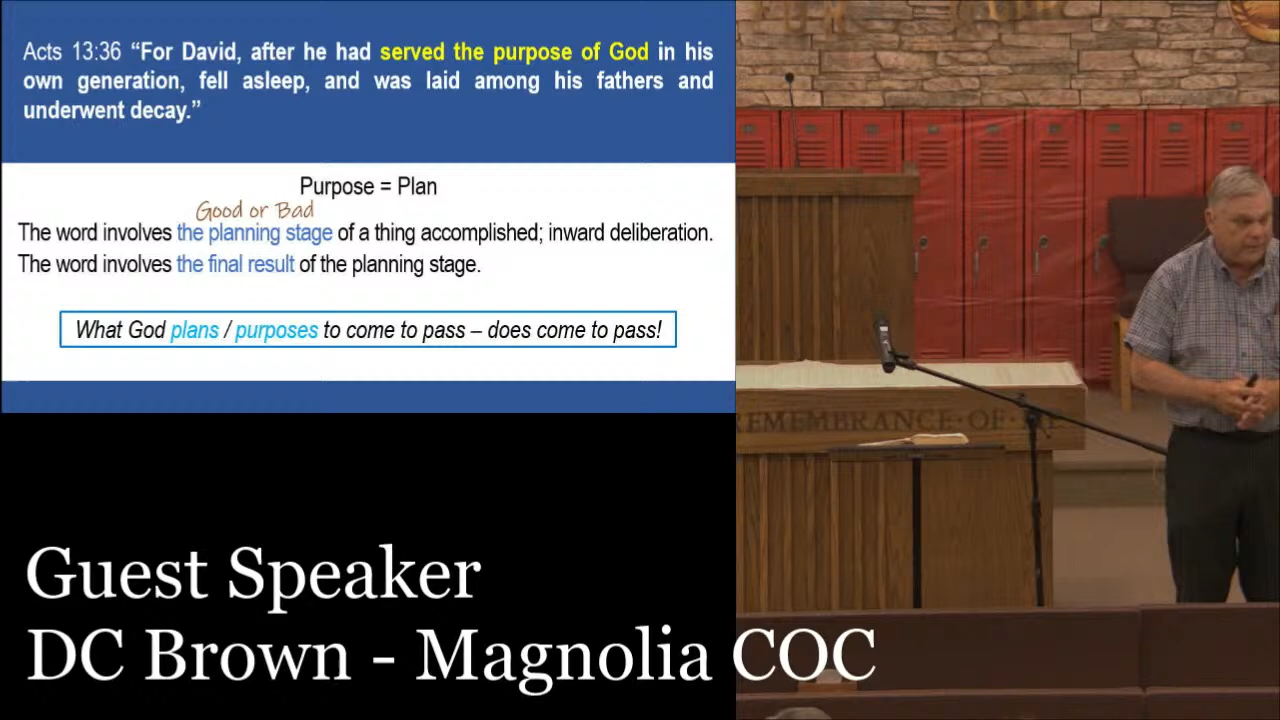 Acts 13:36 “For David, after he had served the purpose of God in his
own generation, fell asleep, and was laid among his fathers and
underwent decay.”
Purpose = Plan
Good or Bad
The word involves the planning stage of a thing accomplished; inward deliberation.
The word involves the final result of the planning stage.
What God plans / purposes to come to pass – does come to pass!
REMEMBRANCE·OF·
Guest Speaker
DC Brown - Magnolia COC